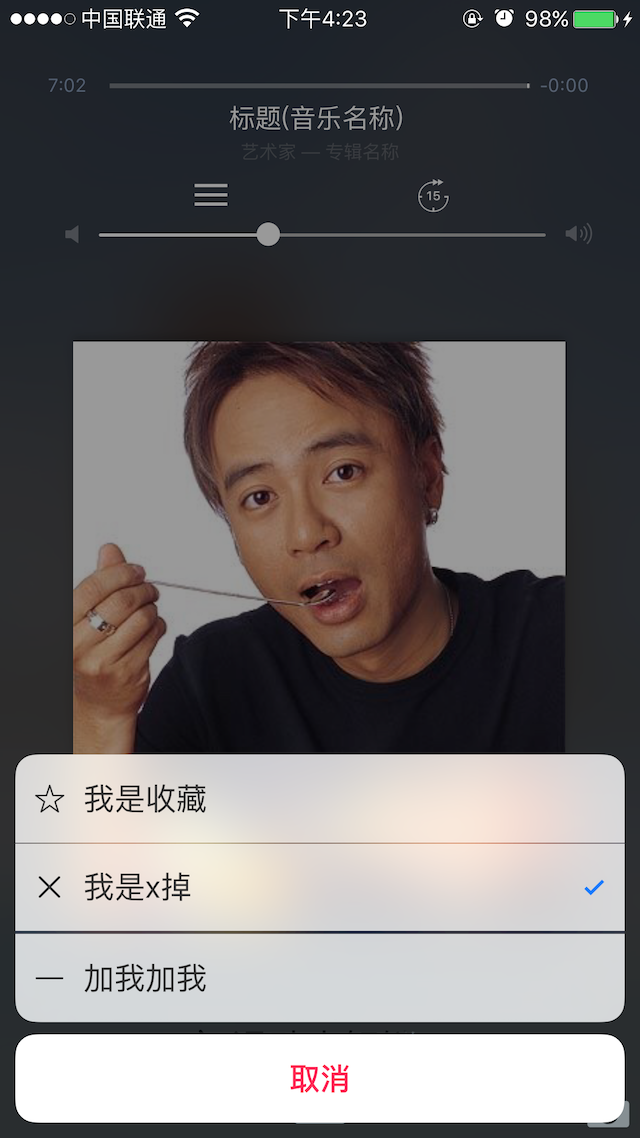 中国联通 下午4:23 98%
7:02 -0:00
标题(音乐名称)
艺术家 — 专辑名称
15
我是收藏
我是x掉
加我加我
取消